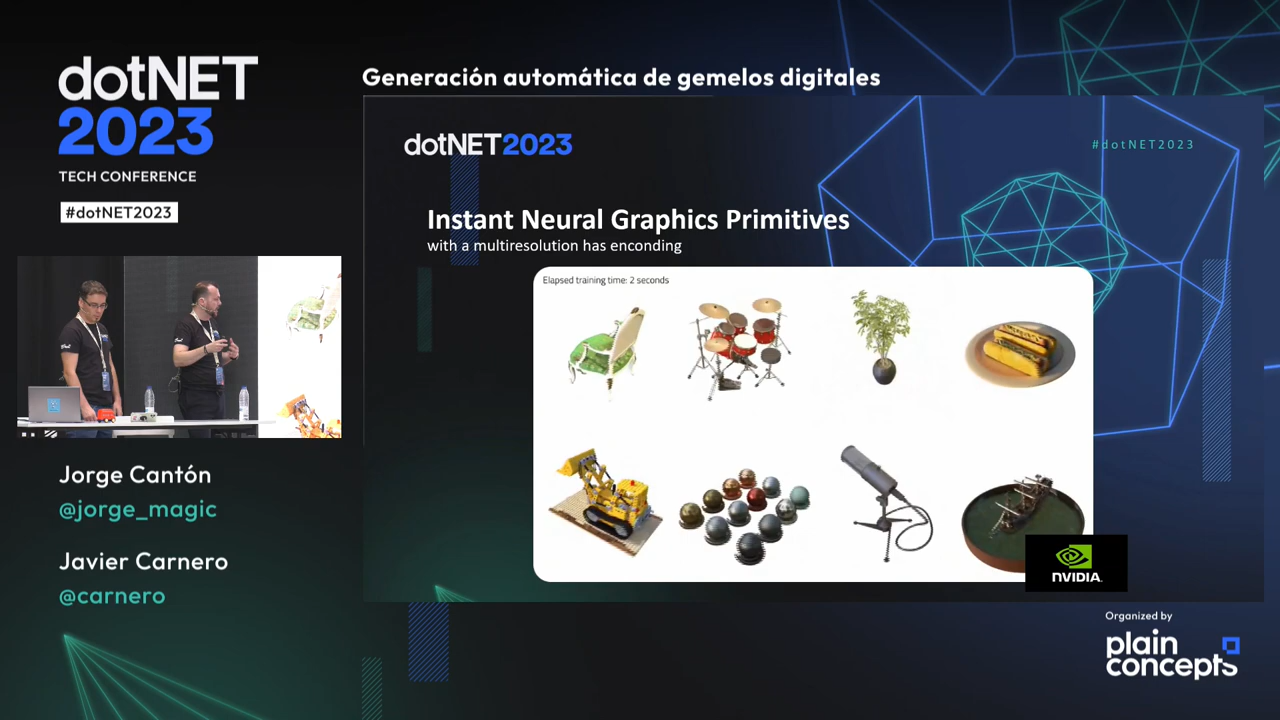 dotNET
2023
TECH CONFERENCE
#dotNET2023
Jorge Cantón
@jorge_magic
Javier Carnero
@carnero
Generación automática de gemelos digitales
dotNET2023
#dotNET2023
Instant Neural Graphics Primitives
with a multiresolution has enconding
Elapsed training time: 2 seconds
NVIDIA.
Organized by
plain
concepts